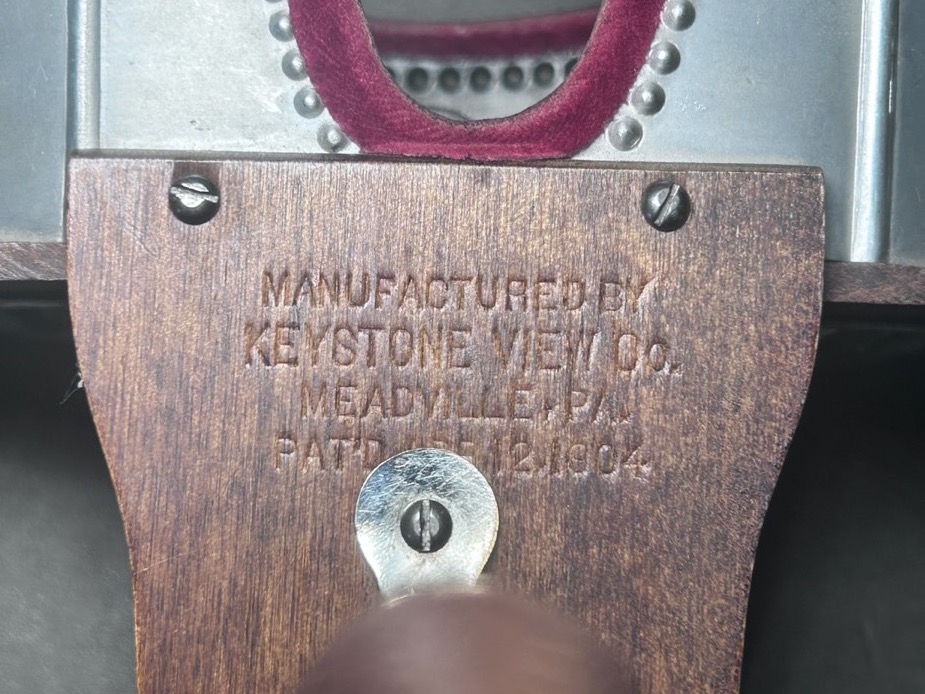 MANUFACTURED BY
KEYSTONE VIEW Co.
MEADVILLE, PA.
PAT'D 12.1904